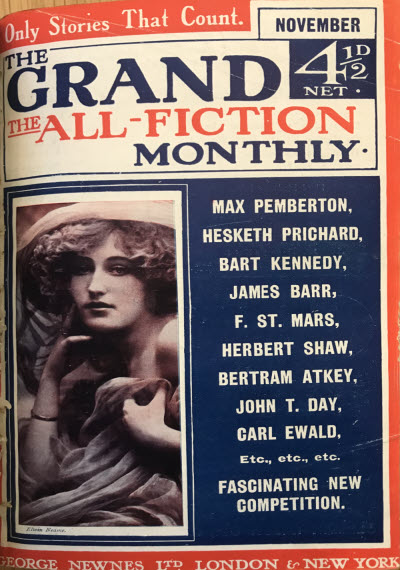 Only Stories That Count.
NOVEMBER
THE
GRAND
4½D
NET.
THE ALL-FICTION
MONTHLY.
MAX PEMBERTON,
HESKETH PRICHARD,
BART KENNEDY,
JAMES BARR,
F. ST. MARS,
HERBERT SHAW,
BERTRAM ATKEY,
JOHN T. DAY,
CARL EWALD,
Etc., etc., etc.
FASCINATING NEW
COMPETITION.
GEORGE NEWNES LTD LONDON & NEW YORK